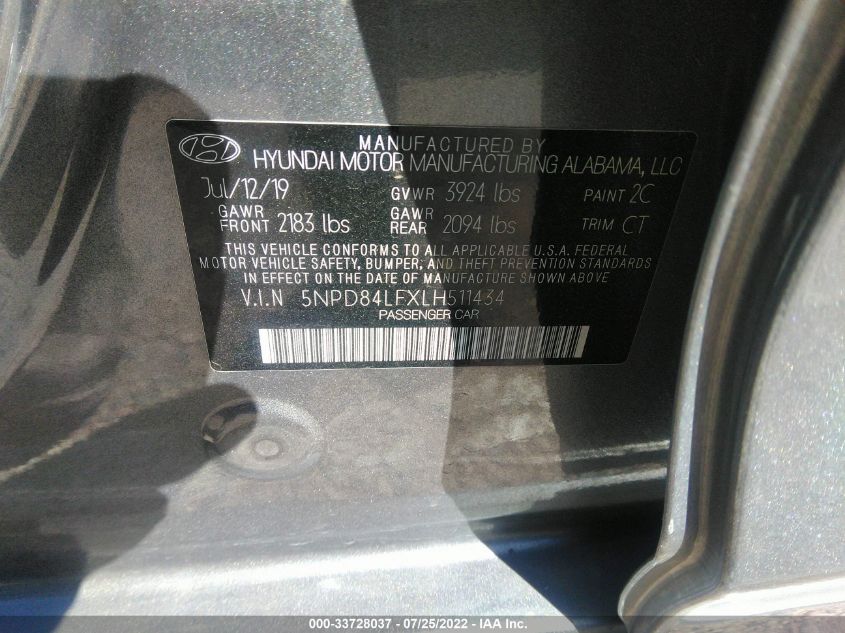 MANUFACTURED BY
HYUNDAI MOTOR MANUFACTURING ALABAMA, LLC
Jul/12/19 GVWR 3924 lbs PAINT 2C
GAWR FRONT 2183 lbs GAWR REAR 2094 lbs TRIM CT
THIS VEHICLE CONFORMS TO ALL APPLICABLE U.S.A. FEDERAL
MOTOR VEHICLE SAFETY, BUMPER, AND THEFT PREVENTION STANDARDS
IN EFFECT ON THE DATE OF MANUFACTURE SHOWN ABOVE
V.I.N 5NPD84LFXLH511434
PASSENGER CAR
000-33728037 - 07/25/2022 - IAA Inc.